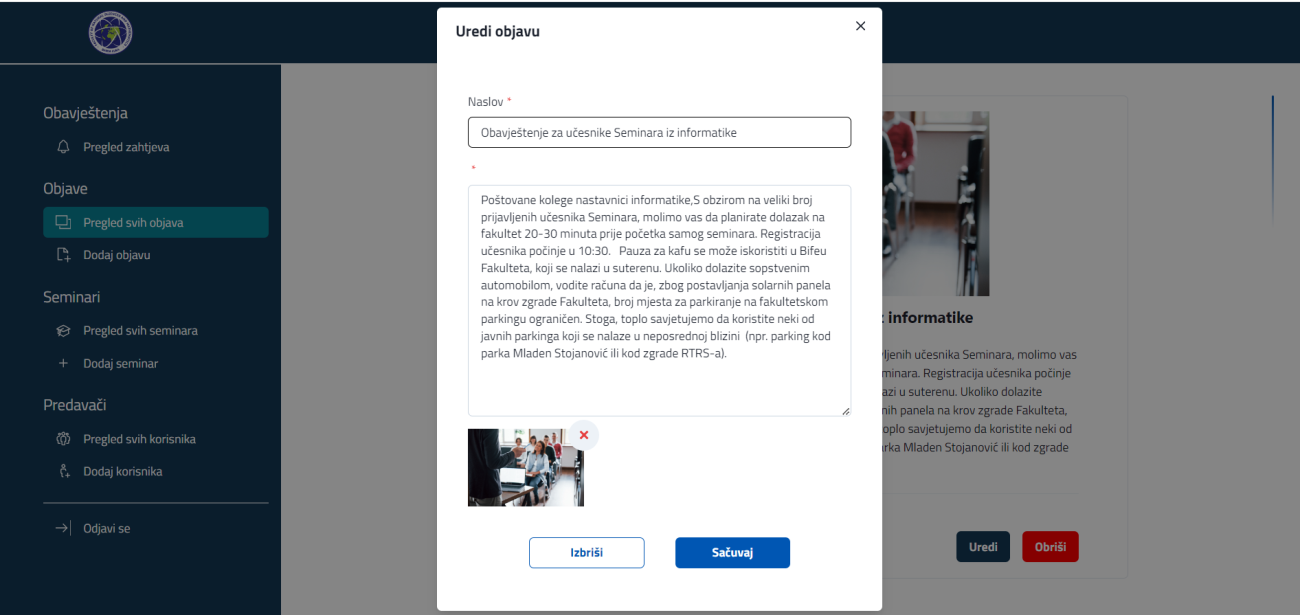 Obavještenja
Pregled zahtjeva
Objave
Pregled svih objava
Dodaj objavu
Seminari
Pregled svih seminara
Dodaj seminar
Predavači
Pregled svih korisnika
Dodaj korisnika
Odjavi se
Uredi objavu
Naslov *
Obavještenje za učesnike Seminara iz informatike
*
Poštovane kolege nastavnici informatike,S obzirom na veliki broj
prijavljenih učesnika Seminara, molimo vas da planirate dolazak na
fakultet 20-30 minuta prije početka samog seminara. Registracija
učesnika počinje u 10:30.   Pauza za kafu se može iskoristiti u Bifeu
Fakulteta, koji se nalazi u suterenu. Ukoliko dolazite sopstvenim
automobilom, vodite računa da je, zbog postavljanja solarnih panela
na krov zgrade Fakulteta, broj mjesta za parkiranje na fakultetskom
parkingu ograničen. Stoga, toplo savjetujemo da koristite neki od
javnih parkinga koji se nalaze u neposrednoj blizini  (npr. parking kod
parka Mladen Stojanović ili kod zgrade RTRS-a).
Izbriši
Sačuvaj
informatike
učesnika Seminara, molimo vas
Registracija učesnika počinje
u suterenu. Ukoliko dolazite
panela na krov zgrade Fakulteta,
savjetujemo da koristite neki od
Mladen Stojanović ili kod zgrade
Uredi
Obriši